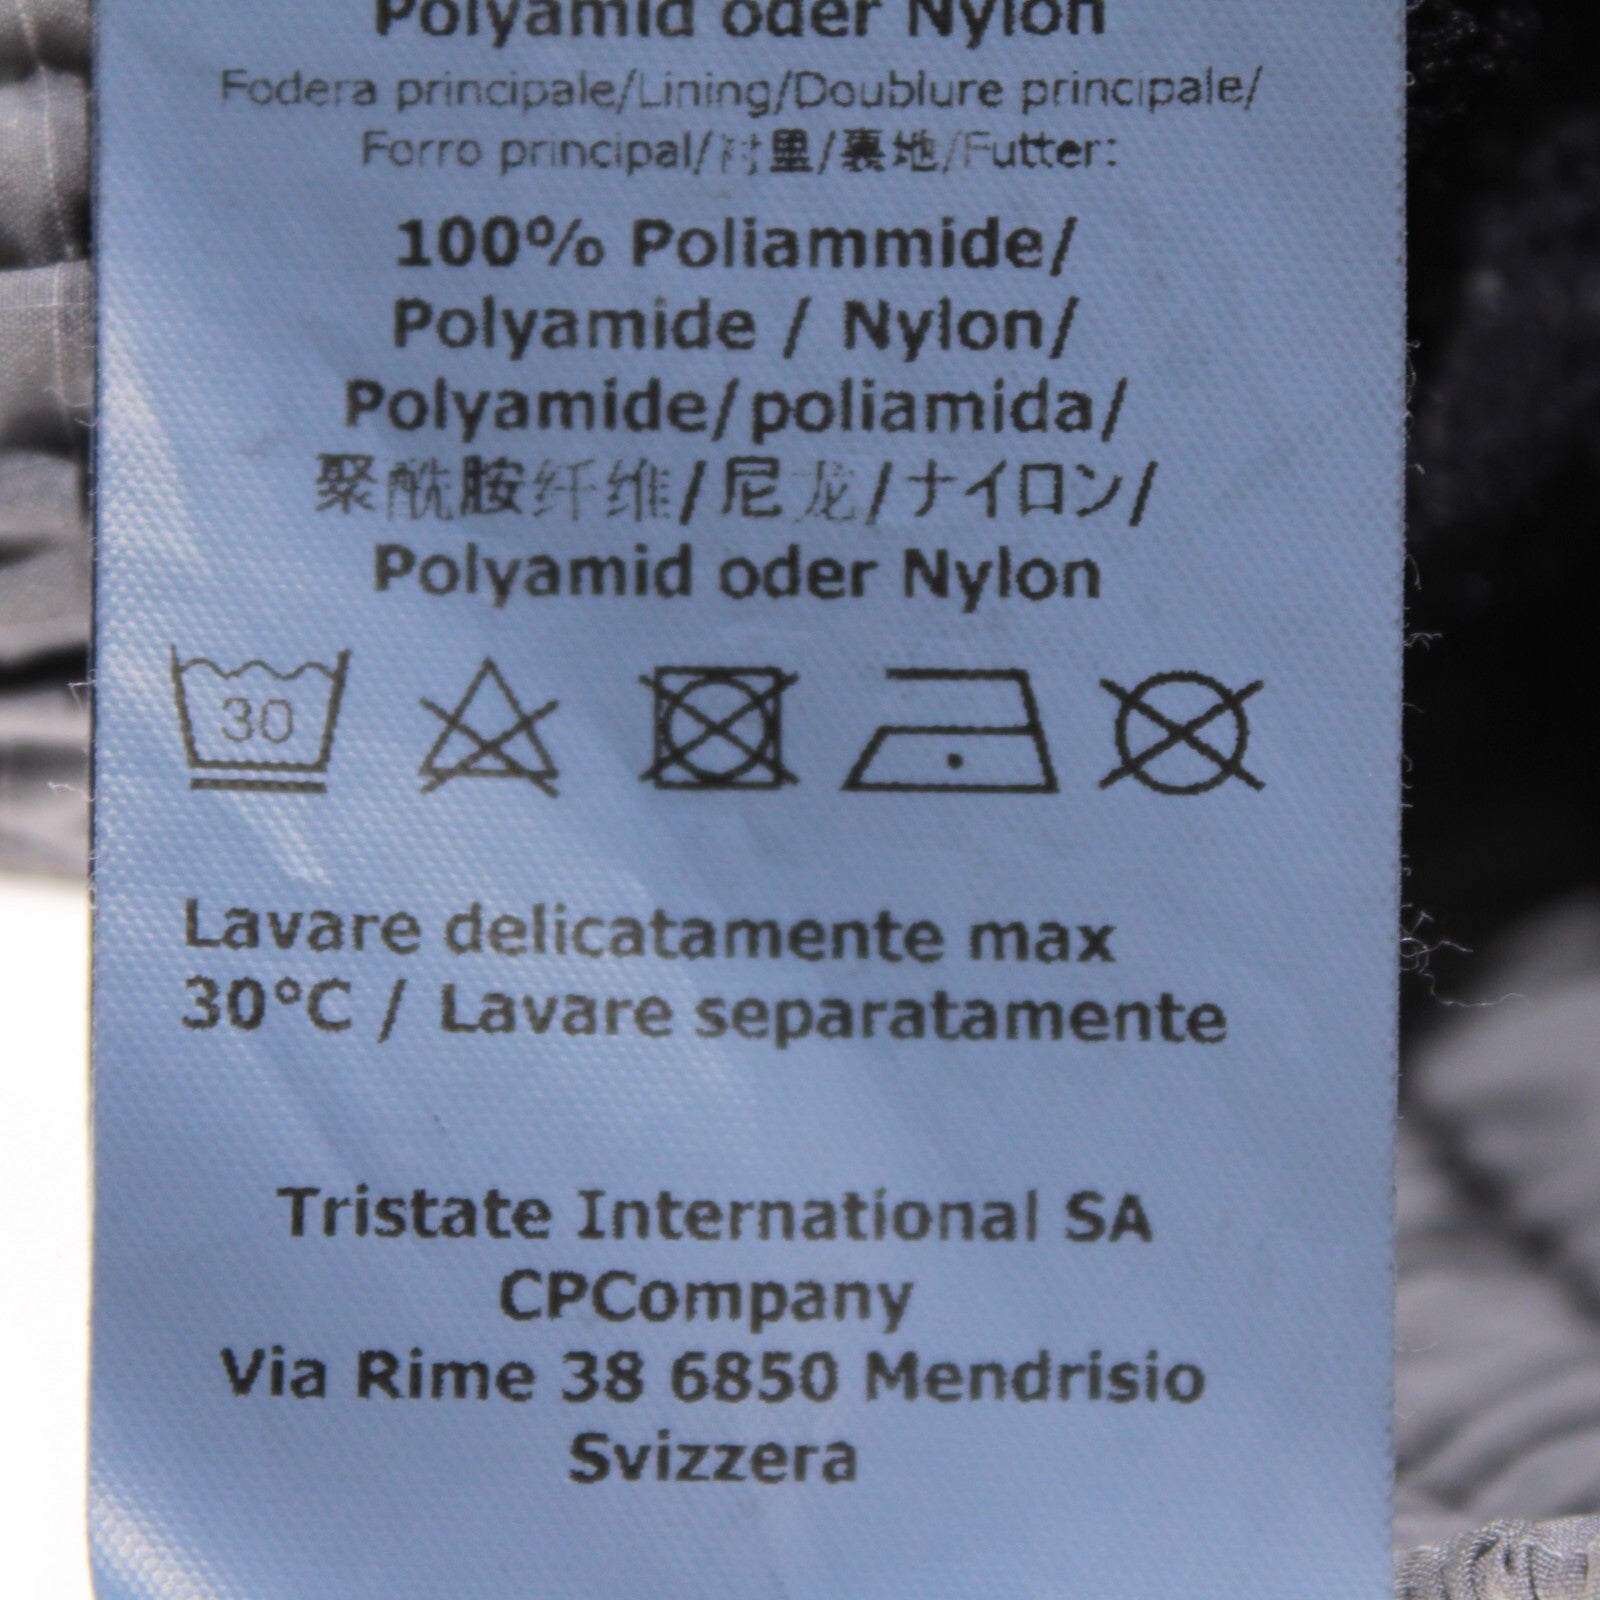 Polyamid oder Nylon
Fodera principale/Lining/Doublure principale/
Forro principal/衬里/裏地/Futter:
100% Poliammide/
Polyamide / Nylon/
Polyamide/poliamida/
聚酰胺纤维/尼龙/ナイロン/
Polyamid oder Nylon
30
Lavare delicatamente max
30°C / Lavare separatamente
Tristate International SA
CPCompany
Via Rime 38 6850 Mendrisio
Svizzera